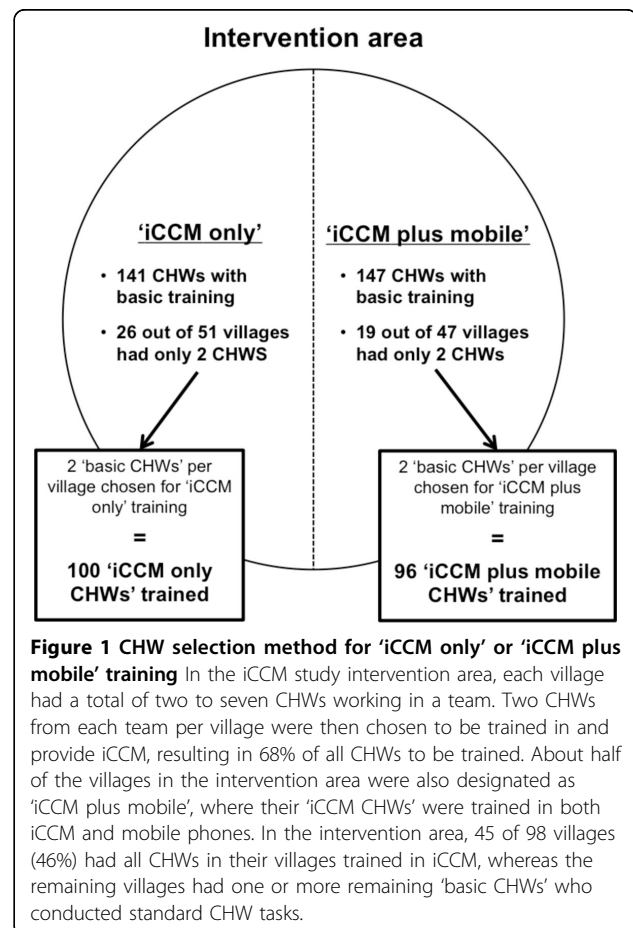 Intervention area
'iCCM only'
• 141 CHWs with
basic training
• 26 out of 51 villages
had only 2 CHWS
'iCCM plus mobile'
• 147 CHWs with
basic training
• 19 out of 47 villages
had only 2 CHWs
2 'basic CHWs' per
village chosen for 'iCCM
only' training
=
100 'iCCM only
CHWs' trained
2 'basic CHWs' per village
chosen for 'iCCM plus
mobile' training
=
96 'iCCM plus mobile
CHWs' trained
Figure 1 CHW selection method for 'iCCM only' or 'iCCM plus
mobile' training In the iCCM study intervention area, each village
had a total of two to seven CHWs working in a team. Two CHWs
from each team per village were then chosen to be trained in and
provide iCCM, resulting in 68% of all CHWs to be trained. About half
of the villages in the intervention area were also designated as
'iCCM plus mobile', where their 'iCCM CHWs' were trained in both
iCCM and mobile phones. In the intervention area, 45 of 98 villages
(46%) had all CHWs in their villages trained in iCCM, whereas the
remaining villages had one or more remaining 'basic CHWs' who
conducted standard CHW tasks.